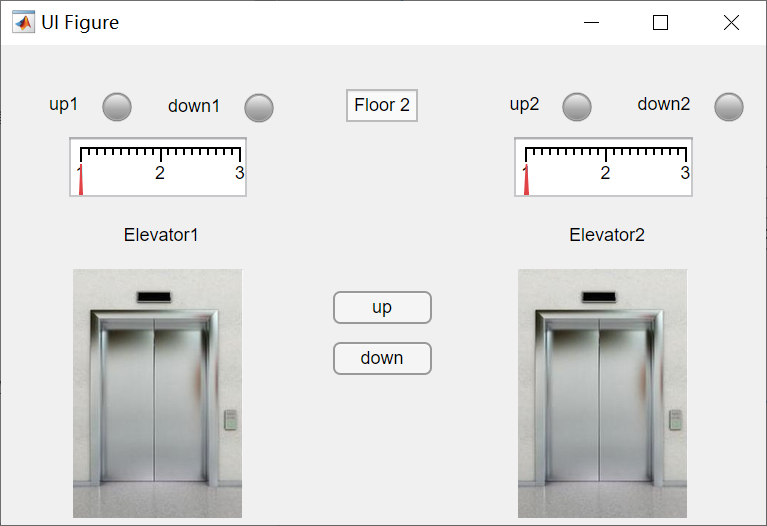 UI Figure
up1 down1 Floor 2 up2 down2
1 2 3 1 2 3
Elevator1 Elevator2
up
down